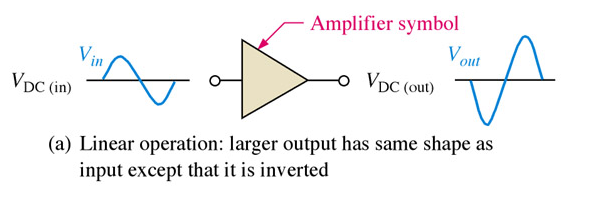 Amplifier symbol
Vin
Vout
VDC (in)
VDC (out)
(a) Linear operation: larger output has same shape as
input except that it is inverted